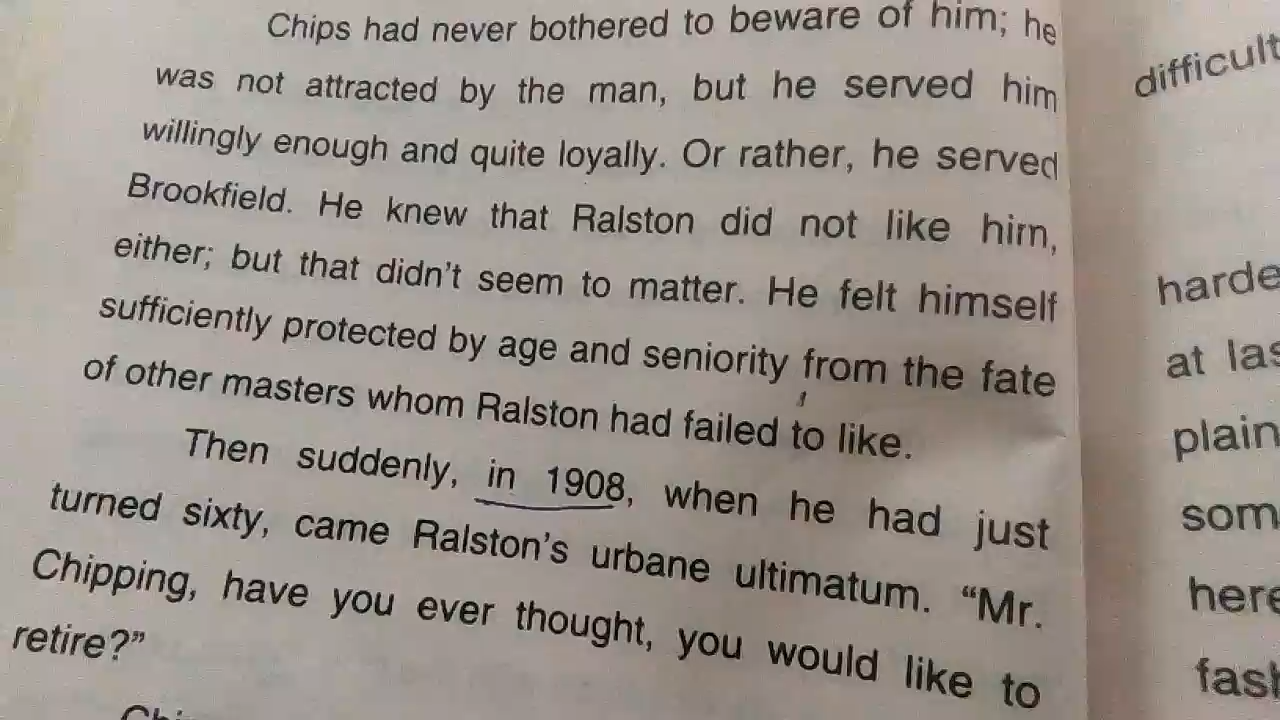 Chips had never bothered to beware of him; he
was not attracted by the man, but he served him
willingly enough and quite loyally. Or rather, he served
Brookfield. He knew that Ralston did not like him,
either; but that didn't seem to matter. He felt himself
sufficiently protected by age and seniority from the fate
of other masters whom Ralston had failed to like.
Then suddenly, in 1908, when he had just
turned sixty, came Ralston's urbane ultimatum. “Mr.
Chipping, have you ever thought, you would like to
retire?”
difficult
harde
at las
plain
som
here
fash